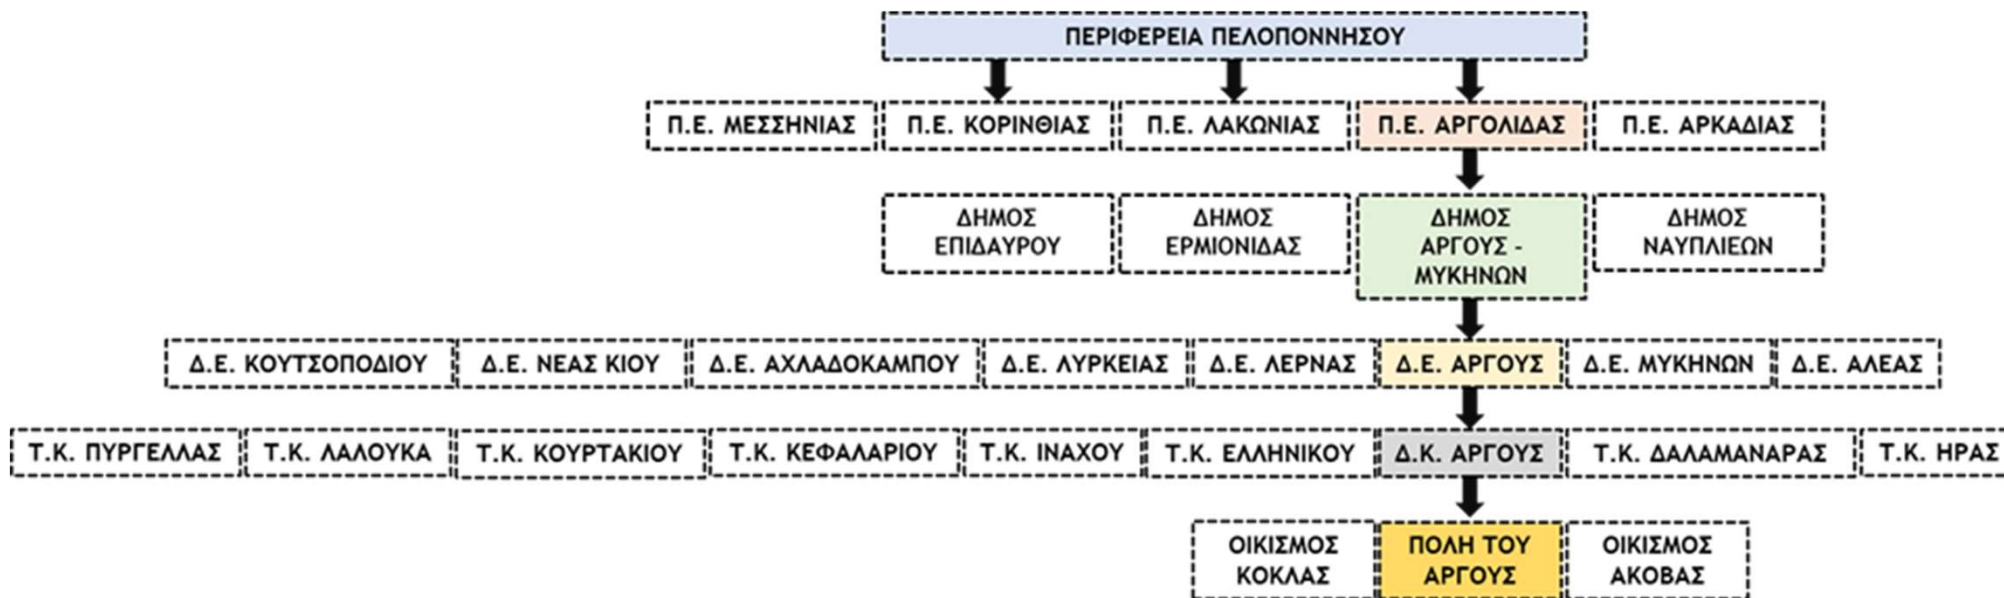 ΠΕΡΙΦΕΡΕΙΑ ΠΕΛΟΠΟΝΝΗΣΟΥ
Π.Ε. ΜΕΣΣΗΝΙΑΣ
Π.Ε. ΚΟΡΙΝΘΙΑΣ
Π.Ε. ΛΑΚΩΝΙΑΣ
Π.Ε. ΑΡΓΟΛΙΔΑΣ
Π.Ε. ΑΡΚΑΔΙΑΣ
ΔΗΜΟΣ
ΕΠΙΔΑΥΡΟΥ
ΔΗΜΟΣ
ΕΡΜΙΟΝΙΔΑΣ
ΔΗΜΟΣ
ΑΡΓΟΥΣ -
ΜΥΚΗΝΩΝ
ΔΗΜΟΣ
ΝΑΥΠΛΙΕΩΝ
Δ.Ε. ΚΟΥΤΣΟΠΟΔΙΟΥ
Δ.Ε. ΝΕΑΣ ΚΙΟΥ
Δ.Ε. ΑΧΛΑΔΟΚΑΜΠΟΥ
Δ.Ε. ΛΥΡΚΕΙΑΣ
Δ.Ε. ΛΕΡΝΑΣ
Δ.Ε. ΑΡΓΟΥΣ
Δ.Ε. ΜΥΚΗΝΩΝ
Δ.Ε. ΑΛΕΑΣ
Τ.Κ. ΠΥΡΓΕΛΛΑΣ
Τ.Κ. ΛΑΛΟΥΚΑ
Τ.Κ. ΚΟΥΡΤΑΚΙΟΥ
Τ.Κ. ΚΕΦΑΛΑΡΙΟΥ
Τ.Κ. ΙΝΑΧΟΥ
Τ.Κ. ΕΛΛΗΝΙΚΟΥ
Δ.Κ. ΑΡΓΟΥΣ
Τ.Κ. ΔΑΛΑΜΑΝΑΡΑΣ
Τ.Κ. ΗΡΑΣ
ΟΙΚΙΣΜΟΣ
ΚΟΚΛΑΣ
ΠΟΛΗ ΤΟΥ
ΑΡΓΟΥΣ
ΟΙΚΙΣΜΟΣ
ΑΚΟΒΑΣ